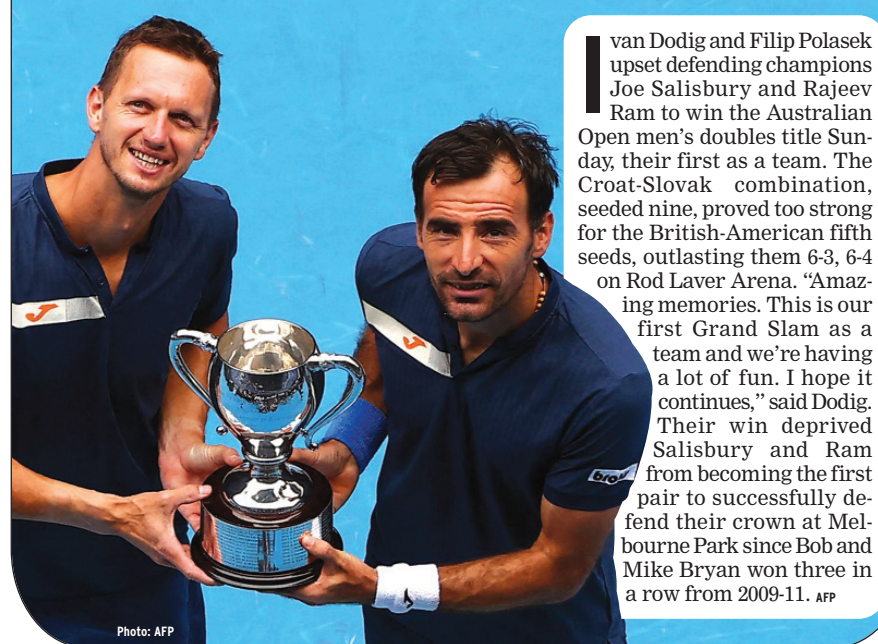 Ivan Dodig and Filip Polasek
upset defending champions
Joe Salisbury and Rajeev
Ram to win the Australian
Open men's doubles title Sun-
day, their first as a team. The
Croat-Slovak combination,
seeded nine, proved too strong
for the British-American fifth
seeds, outlasting them 6-3, 6-4
on Rod Laver Arena. “Amaz-
ing memories. This is our
first Grand Slam as a
team and we’re having
a lot of fun. I hope it
continues,” said Dodig.
Their win deprived
Salisbury and Ram
from becoming the first
pair to successfully de-
fend their crown at Mel-
bourne Park since Bob and
Mike Bryan won three in
a row from 2009-11. AFP
Photo: AFP